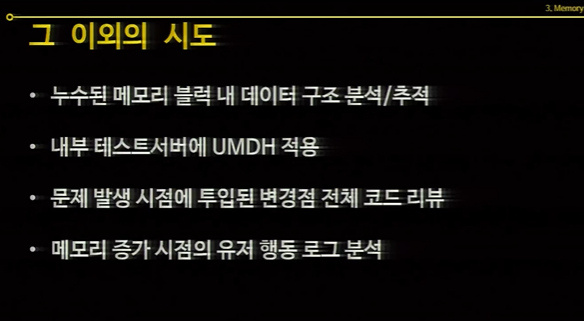 3. Memory
그 이외의 시도
• 누수된 메모리 블럭 내 데이터 구조 분석/추적
• 내부 테스트서버에 UMDH 적용
• 문제 발생 시점에 투입된 변경점 전체 코드 리뷰
• 메모리 증가 시점의 유저 행동 로그 분석